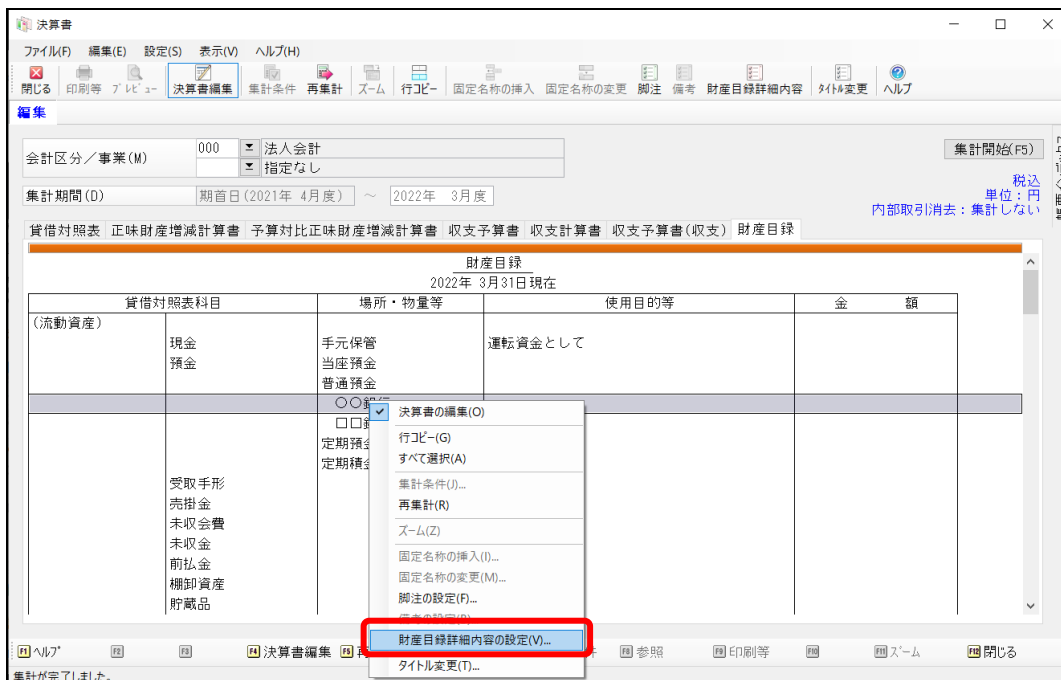 決算書
ファイル(F) 編集(E) 設定(S) 表示(V) ヘルプ(H)
閉じる 印刷等 プレビュー 決算書編集 集計条件 再集計 ズーム 行コピー 固定名称の挿入 固定名称の変更 脚注 備考 財産目録詳細内容 タイトル変更 ヘルプ
編集
会計区分/事業(M) 000 法人会計
指定なし
集計開始(F5)
集計期間(D) 期首日(2021年 4月度) ~ 2022年 3月度
税込
単位:円
内部取引消去:集計しない
貸借対照表 正味財産増減計算書 予算対比正味財産増減計算書 収支予算書 収支計算書 収支予算書(収支) 財産目録
財産目録
2022年 3月31日現在
貸借対照表科目 場所・物量等 使用目的等 金 額
(流動資産)
現金 手元保管 運転資金として
預金 当座預金
普通預金
○○銀行
□□
定期預金
定期積金
受取手形
売掛金
未収会費
未収金
前払金
棚卸資産
貯蔵品
決算書の編集(O)
行コピー(G)
すべて選択(A)
集計条件(J)...
再集計(R)
ズーム(Z)
固定名称の挿入(I)...
固定名称の変更(M)...
脚注の設定(F)...
財産目録詳細内容の設定(V)...
タイトル変更(T)...
F1 ヘルプ F2 F3 F4 決算書編集 F5 再 F8 参照 F9 印刷等 F10 F11 ズーム F12 閉じる
集計が完了しました。